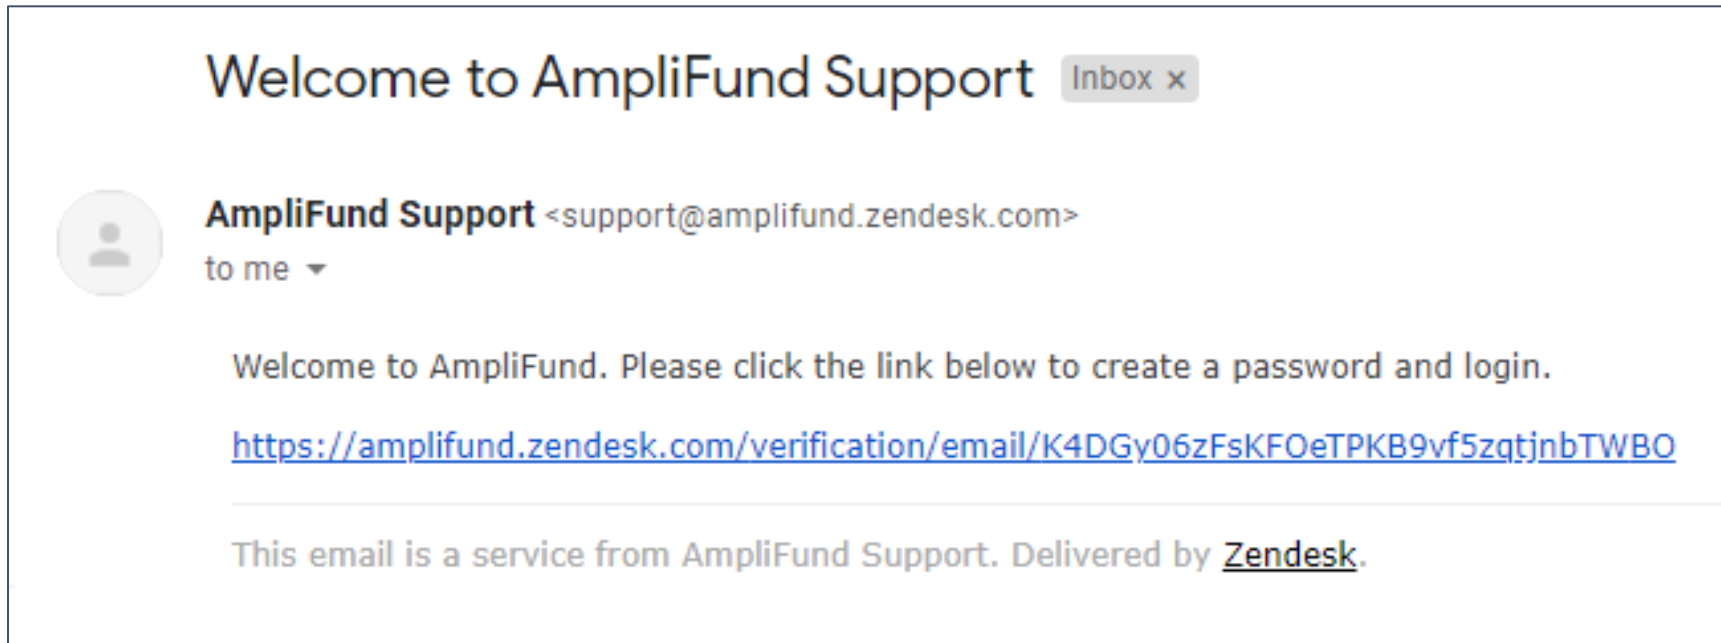 Welcome to AmpliFund Support Inbox x
AmpliFund Support <support@amplifund.zendesk.com>
to me
Welcome to AmpliFund. Please click the link below to create a password and login.
https://amplifund.zendesk.com/verification/email/K4DGy06zFsKFOeTPKB9vf5zqtjnbTWBO
This email is a service from AmpliFund Support. Delivered by Zendesk.